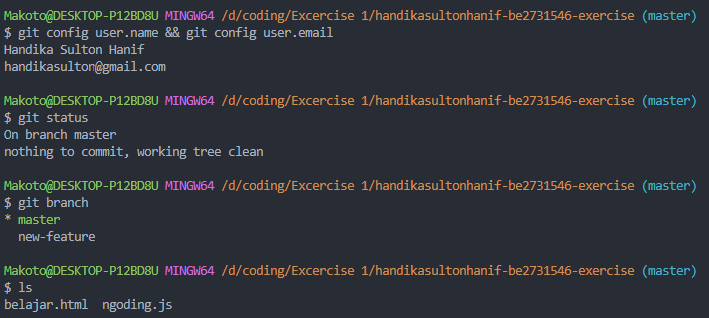 Makoto@DESKTOP-P12BD8U MINGW64 /d/coding/Excercise 1/handikasultonhanif-be2731546-exercise (master)
$ git config user.name && git config user.email
Handika Sulton Hanif
handikasulton@gmail.com
Makoto@DESKTOP-P12BD8U MINGW64 /d/coding/Excercise 1/handikasultonhanif-be2731546-exercise (master)
$ git status
On branch master
nothing to commit, working tree clean
Makoto@DESKTOP-P12BD8U MINGW64 /d/coding/Excercise 1/handikasultonhanif-be2731546-exercise (master)
$ git branch
* master
  new-feature
Makoto@DESKTOP-P12BD8U MINGW64 /d/coding/Excercise 1/handikasultonhanif-be2731546-exercise (master)
$ ls
belajar.html  ngoding.js